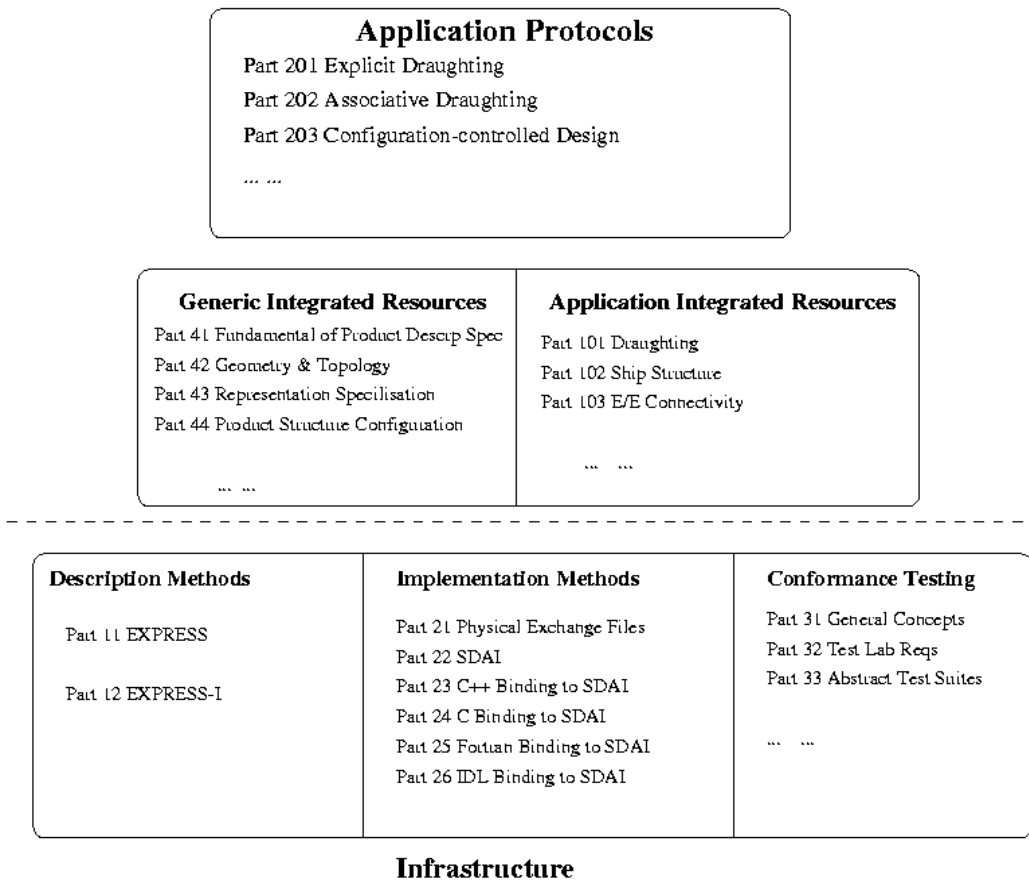 Application Protocols
Part 201 Explicit Draughting
Part 202 Associative Draughting
Part 203 Configuration-controlled Design
... ...
Generic Integrated Resources
Part 41 Fundamental of Product Descrp Spec
Part 42 Geometry & Topology
Part 43 Representation Specilisation
Part 44 Product Structure Configuration
... ...
Application Integrated Resources
Part 101 Draughting
Part 102 Ship Structure
Part 103 E/E Connectivity
... ...
Description Methods
Part 11 EXPRESS
Part 12 EXPRESS-I
Implementation Methods
Part 21 Physical Exchange Files
Part 22 SDAI
Part 23 C++ Binding to SDAI
Part 24 C Binding to SDAI
Part 25 Fortran Binding to SDAI
Part 26 IDL Binding to SDAI
Conformance Testing
Part 31 General Concepts
Part 32 Test Lab Reqs
Part 33 Abstract Test Suites
... ...
Infrastructure